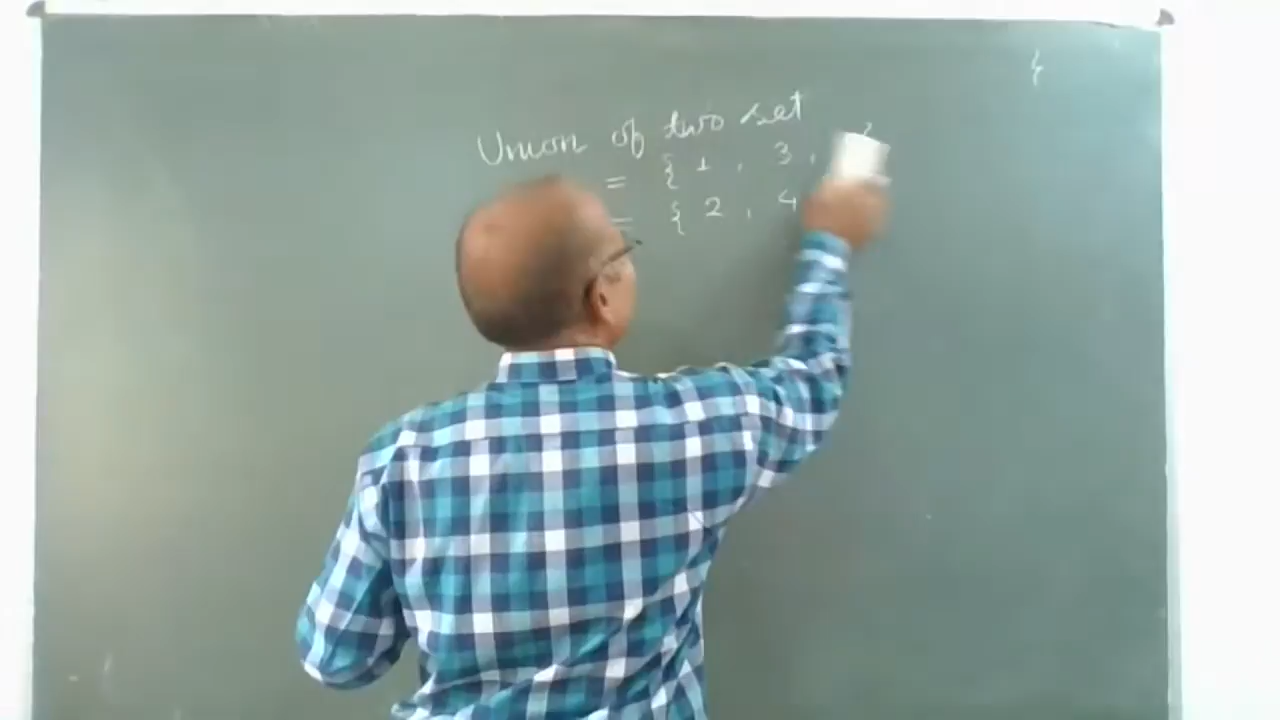 Union of two set
= { 1 , 3 ,
= { 2 , 4
{